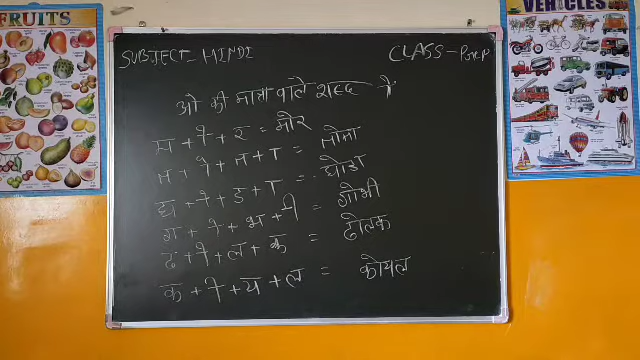 FRUITS
VEHICLES
SUBJECT- HINDI
CLASS-Prep
ओ की मात्रा वाले शब्द ो
म + ो + र = मोर
त + ो + त + ा = तोता
घ + ो + ड + ा = घोडा
ग + ो + भ + ी = गोभी
ढ + ो + ल + क = ढोलक
क + ो + य + ल = कोयल